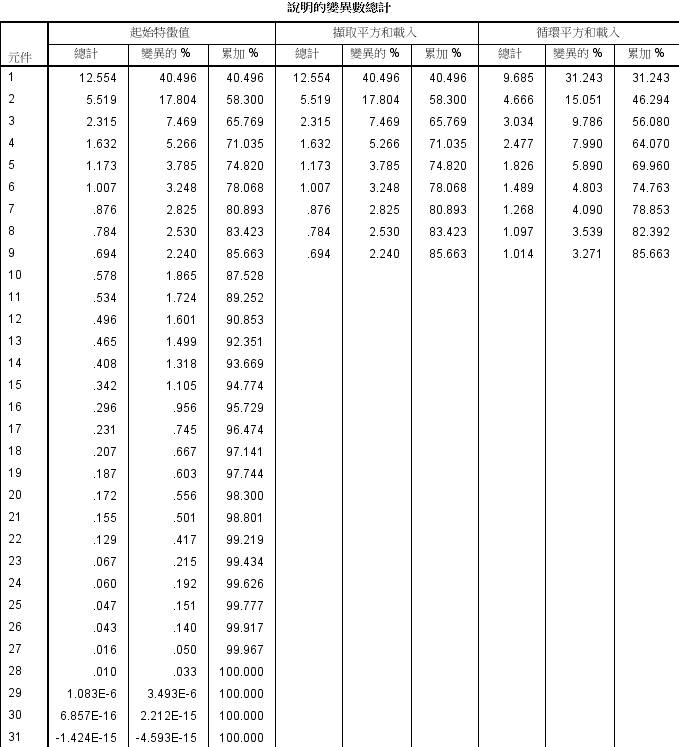 說明的變異數總計
起始特徵值 擷取平方和載入 循環平方和載入
元件 總計 變異的 % 累加 % 總計 變異的 % 累加 % 總計 變異的 % 累加 %
1 12.554 40.496 40.496 12.554 40.496 40.496 9.685 31.243 31.243
2 5.519 17.804 58.300 5.519 17.804 58.300 4.666 15.051 46.294
3 2.315 7.469 65.769 2.315 7.469 65.769 3.034 9.786 56.080
4 1.632 5.266 71.035 1.632 5.266 71.035 2.477 7.990 64.070
5 1.173 3.785 74.820 1.173 3.785 74.820 1.826 5.890 69.960
6 1.007 3.248 78.068 1.007 3.248 78.068 1.489 4.803 74.763
7 .876 2.825 80.893 .876 2.825 80.893 1.268 4.090 78.853
8 .784 2.530 83.423 .784 2.530 83.423 1.097 3.539 82.392
9 .694 2.240 85.663 .694 2.240 85.663 1.014 3.271 85.663
10 .578 1.865 87.528
11 .534 1.724 89.252
12 .496 1.601 90.853
13 .465 1.499 92.351
14 .408 1.318 93.669
15 .342 1.105 94.774
16 .296 .956 95.729
17 .231 .745 96.474
18 .207 .667 97.141
19 .187 .603 97.744
20 .172 .556 98.300
21 .155 .501 98.801
22 .129 .417 99.219
23 .067 .215 99.434
24 .060 .192 99.626
25 .047 .151 99.777
26 .043 .140 99.917
27 .016 .050 99.967
28 .010 .033 100.000
29 1.083E-6 3.493E-6 100.000
30 6.857E-16 2.212E-15 100.000
31 -1.424E-15 -4.593E-15 100.000